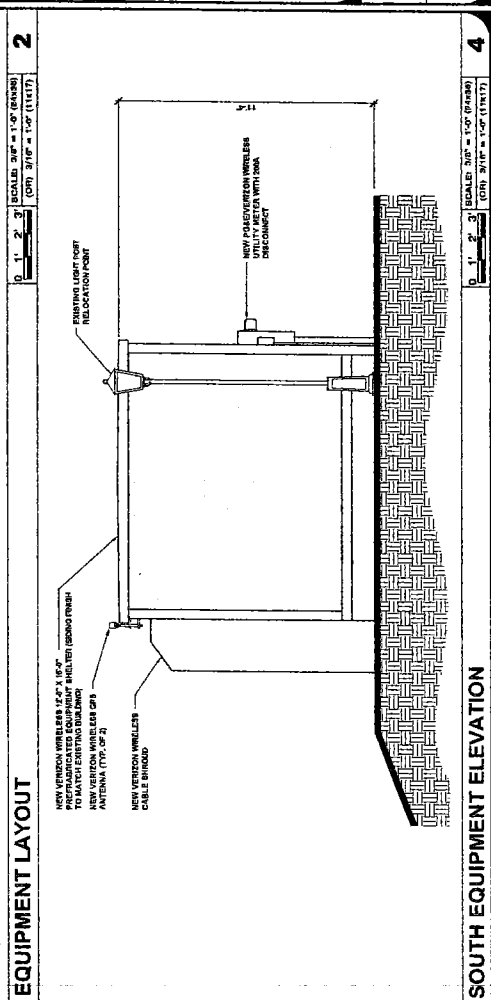 EQUIPMENT LAYOUT
0 1' 2' 3'
SCALE: 3/8" = 1'-0" (24x36)
(OR) 3/16" = 1'-0" (11x17)
2
NEW VERIZON WIRELESS 12'-0" X 16'-0"
PREFABRICATED EQUIPMENT SHELTER (SIDING FINISH
TO MATCH EXISTING BUILDING)
NEW VERIZON WIRELESS GPS
ANTENNA (TYP. OF 2)
NEW VERIZON WIRELESS
CABLE SHROUD
EXISTING LIGHT POST
RELOCATION POINT
NEW PG&E/VERIZON WIRELESS
UTILITY METER WITH 200A
DISCONNECT
SOUTH EQUIPMENT ELEVATION
0 1' 2' 3'
SCALE: 3/8" = 1'-0" (24x36)
(OR) 3/16" = 1'-0" (11x17)
4